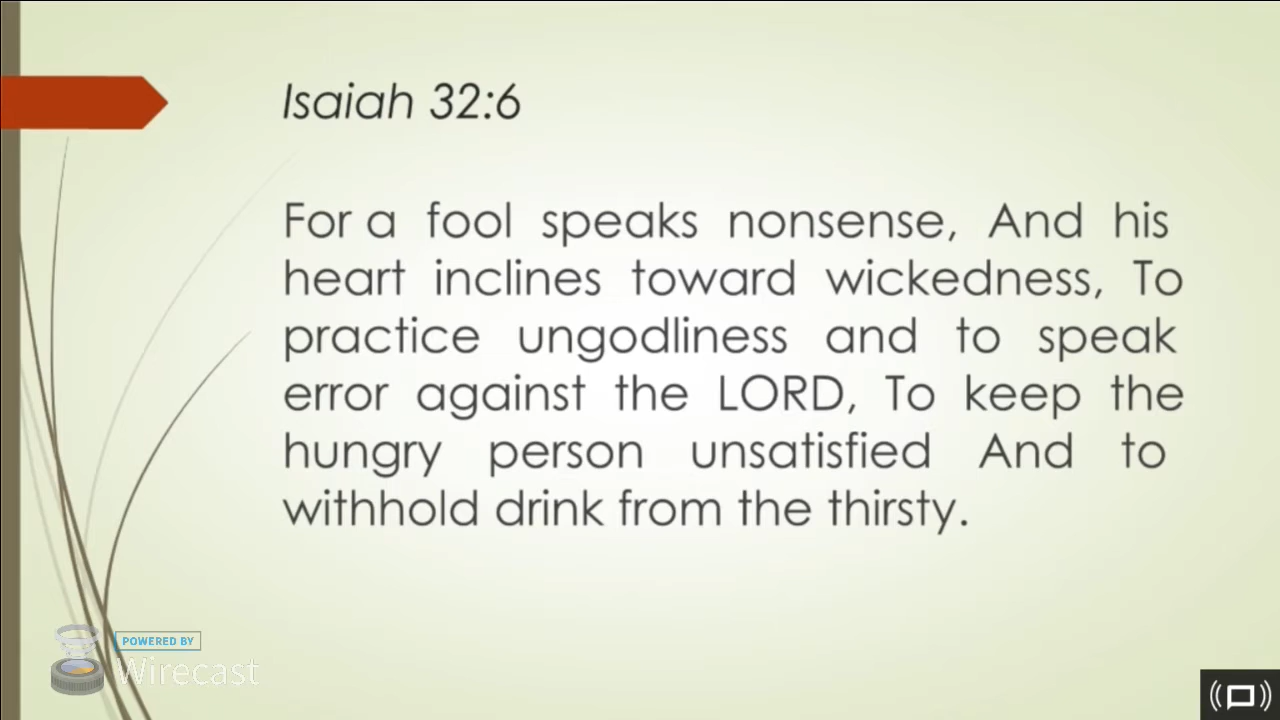 Isaiah 32:6
For a fool speaks nonsense, And his
heart inclines toward wickedness, To
practice ungodliness and to speak
error against the LORD, To keep the
hungry person unsatisfied And to
withhold drink from the thirsty.
POWERED BY
Wirecast